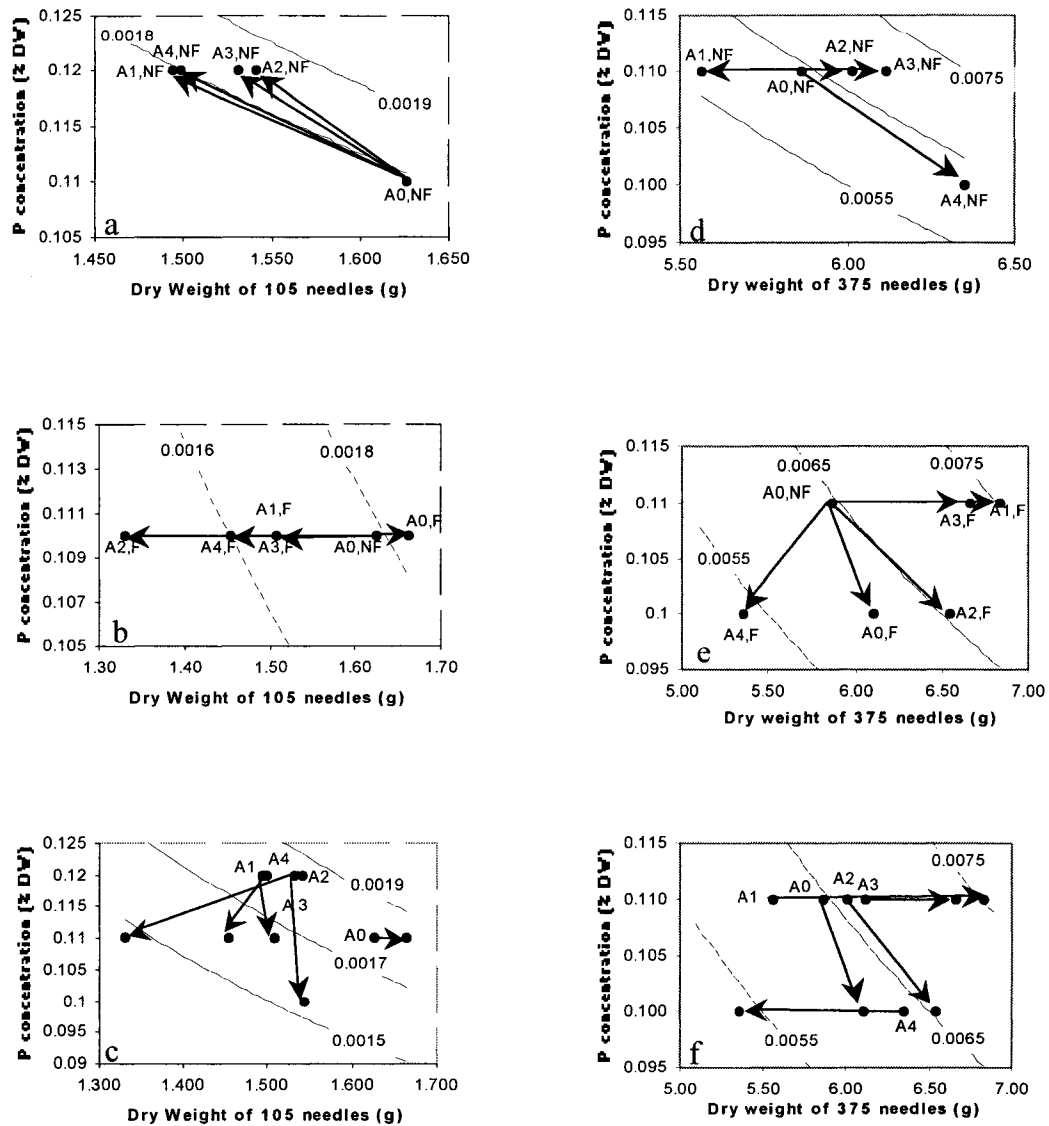 P concentration (% DW)
0.125
0.12
0.115
0.11
0.105
0.0018
A4,NF
A3,NF
A1,NF
A2,NF
0.0019
A0,NF
a
1.450
1.500
1.550
1.600
1.650
Dry Weight of 105 needles (g)
P concentration (% DW)
0.115
0.110
0.105
0.100
0.095
A1,NF
A2,NF
A3,NF
0.0075
A0,NF
0.0055
A4,NF
d
5.50
6.00
6.50
Dry weight of 375 needles (g)
P concentration (% DW)
0.115
0.113
0.111
0.109
0.107
0.105
0.0016
0.0018
A1,F
A0,F
A2,F
A4,F
A3,F
A0,NF
b
1.30
1.40
1.50
1.60
1.70
Dry Weight of 105 needles (g)
P concentration (% DW)
0.115
0.11
0.105
0.1
0.095
0.0065
0.0075
A0,NF
A3,F
A1,F
0.0055
A4,F
A0,F
A2,F
e
5.00
5.50
6.00
6.50
7.00
Dry weight of 375 needles (g)
P concentration (% DW)
0.125
0.12
0.115
0.11
0.105
0.1
0.095
0.09
A1
A4
A2
0.0019
A3
A0
0.0017
0.0015
c
1.300
1.400
1.500
1.600
1.700
Dry Weight of 105 needles (g)
P concentration (% DW)
0.115
0.110
0.105
0.100
0.095
0.0075
A1
A0
A2
A3
0.0055
A4
0.0065
f
5.00
5.50
6.00
6.50
7.00
Dry weight of 375 needles (g)